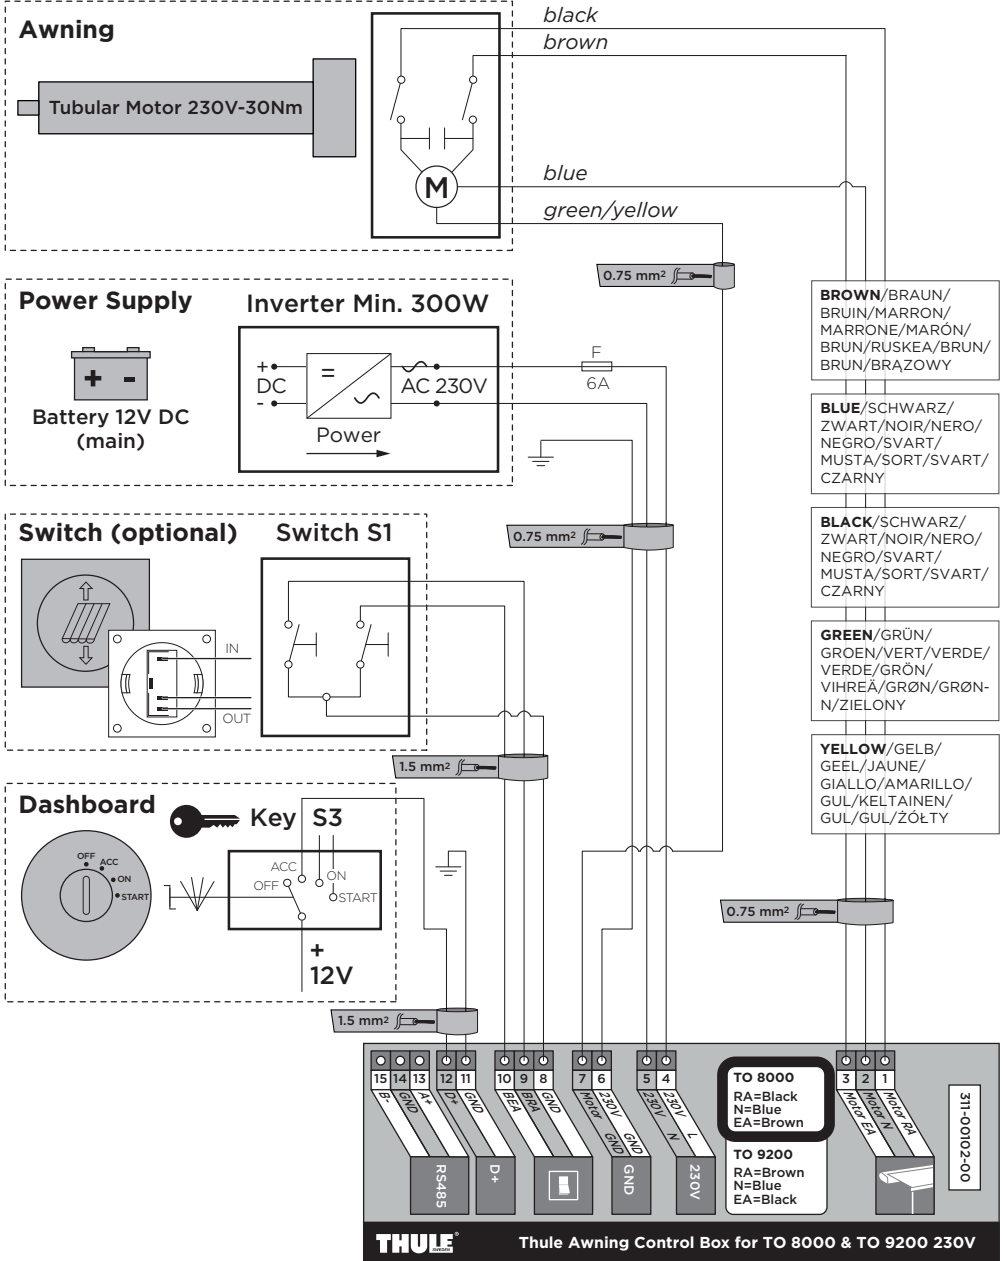 Awning
black
brown
Tubular Motor 230V-30Nm
M
blue
green/yellow
0.75 mm²
Power Supply
Inverter Min. 300W
+
DC
-
=
AC 230V
Power
F
6A
+ -
Battery 12V DC
(main)
0.75 mm²
BROWN/BRAUN/
BRUIN/MARRON/
MARRONE/MARÓN/
BRUN/RUSKEA/BRUN/
BRUN/BRĄZOWY
BLUE/SCHWARZ/
ZWART/NOIR/NERO/
NEGRO/SVART/
MUSTA/SORT/SVART/
CZARNY
BLACK/SCHWARZ/
ZWART/NOIR/NERO/
NEGRO/SVART/
MUSTA/SORT/SVART/
CZARNY
GREEN/GRÜN/
GROEN/VERT/VERDE/
VERDE/GRÖN/
VIHREÄ/GRØN/GRØN-
N/ZIELONY
YELLOW/GELB/
GEEL/JAUNE/
GIALLO/AMARILLO/
GUL/KELTAINEN/
GUL/GUL/ŻÓŁTY
Switch (optional)
Switch S1
IN
OUT
1.5 mm²
Dashboard
Key S3
OFF
ACC
ON
START
ACC
OFF
ON
START
+
12V
0.75 mm²
1.5 mm²
15 14 13 12 11 10 9 8 7 6 5 4 3 2 1
B-
GND
A+
D+
GND
BEA
BRA
GND
Motor GND
230V GND
230V N
230V L
Motor EA
Motor N
Motor RA
RS485
D+
GND
230V
TO 8000
RA=Black
N=Blue
EA=Brown
TO 9200
RA=Brown
N=Blue
EA=Black
311-00102-00
THULE
SWEDEN
Thule Awning Control Box for TO 8000 & TO 9200 230V